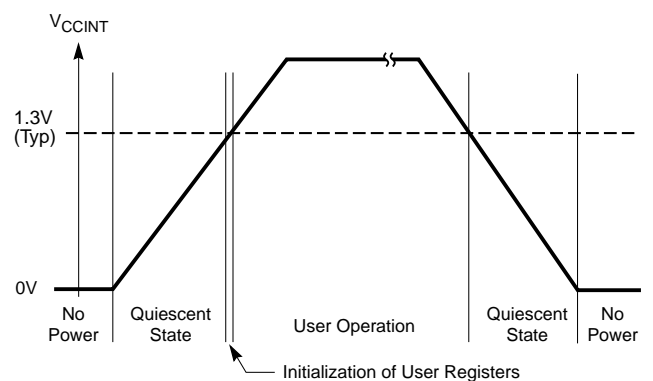 VCCINT
1.3V
(Typ)
0V
No
Power
Quiescent
State
User Operation
Quiescent
State
No
Power
Initialization of User Registers